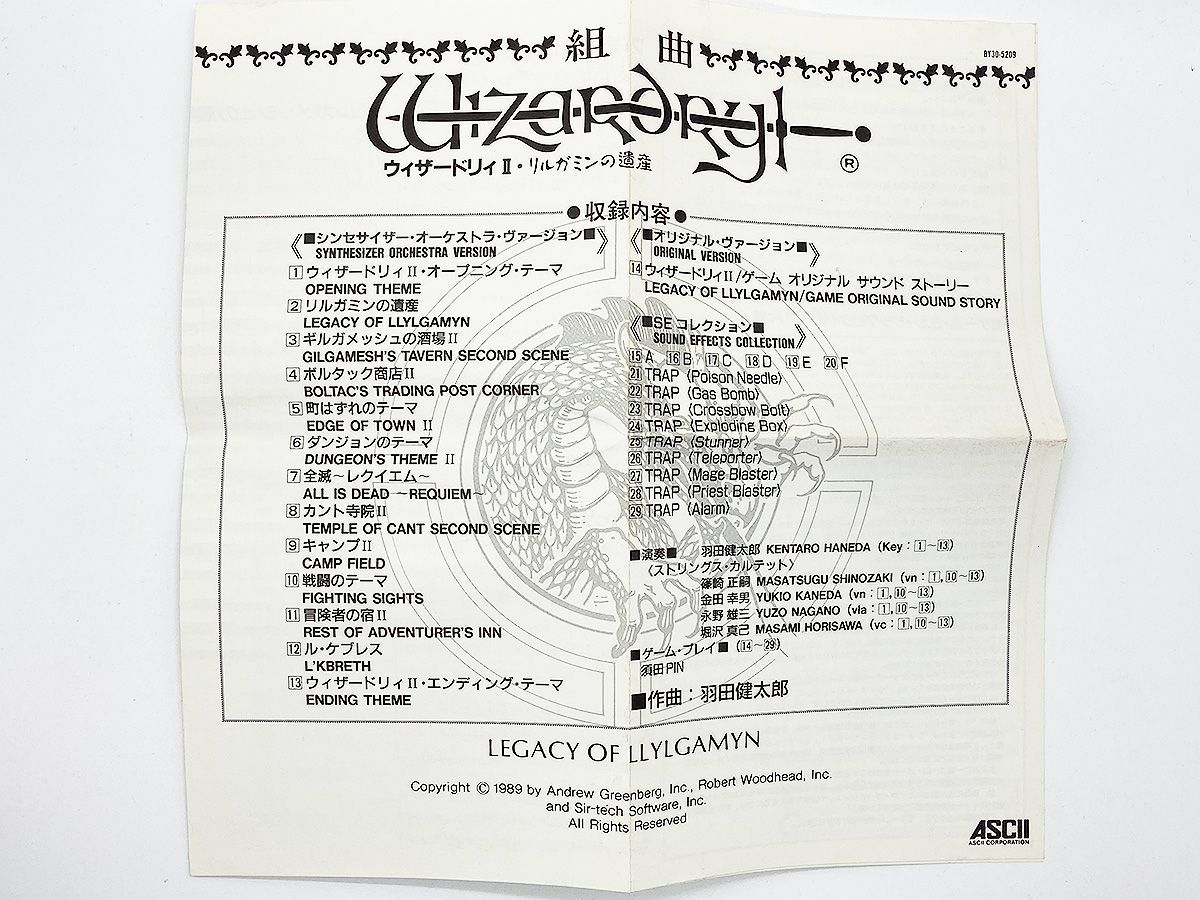 組曲
BY30-5209
Wizardry ®
ウィザードリィⅡ・リルガミンの遺産
●収録内容●
《■シンセサイザー・オーケストラ・ヴァージョン■》
SYNTHESIZER ORCHESTRA VERSION
1 ウィザードリィⅡ・オープニング・テーマ
OPENING THEME
2 リルガミンの遺産
LEGACY OF LLYLGAMYN
3 ギルガメッシュの酒場Ⅱ
GILGAMESH'S TAVERN SECOND SCENE
4 ボルタック商店Ⅱ
BOLTAC'S TRADING POST CORNER
5 町はずれのテーマ
EDGE OF TOWN Ⅱ
6 ダンジョンのテーマ
DUNGEON'S THEME Ⅱ
7 全滅〜レクイエム〜
ALL IS DEAD 〜REQUIEM〜
8 カント寺院Ⅱ
TEMPLE OF CANT SECOND SCENE
9 キャンプⅡ
CAMP FIELD
10 戦闘のテーマ
FIGHTING SIGHTS
11 冒険者の宿Ⅱ
REST OF ADVENTURER'S INN
12 ル・ケブレス
L'KBRETH
13 ウィザードリィⅡ・エンディング・テーマ
ENDING THEME
《■オリジナル・ヴァージョン■》
ORIGINAL VERSION
14 ウィザードリィⅡ/ゲーム オリジナル サウンド ストーリー
LEGACY OF LLYLGAMYN/GAME ORIGINAL SOUND STORY
《■SEコレクション■》
SOUND EFFECTS COLLECTION
15 A 16 B 17 C 18 D 19 E 20 F
21 TRAP〈Poison Needle〉
22 TRAP〈Gas Bomb〉
23 TRAP〈Crossbow Bolt〉
24 TRAP〈Exploding Box〉
25 TRAP〈Stunner〉
26 TRAP〈Teleporter〉
27 TRAP〈Mage Blaster〉
28 TRAP〈Priest Blaster〉
29 TRAP〈Alarm〉
■演奏■ 羽田健太郎 KENTARO HANEDA (Key:1〜13)
〈ストリングス・カルテット〉
篠崎 正嗣 MASATSUGU SHINOZAKI (vn:1,10〜13)
金田 幸男 YUKIO KANEDA (vn:1,10〜13)
永野 雄三 YUZO NAGANO (vla:1,10〜13)
堀沢 真己 MASAMI HORISAWA (vc:1,10〜13)
■ゲーム・プレイ■ (14〜29)
須田PIN
■作曲:羽田健太郎
LEGACY OF LLYLGAMYN
Copyright © 1989 by Andrew Greenberg, Inc., Robert Woodhead, Inc.
and Sir-tech Software, Inc.
All Rights Reserved
ASCII
ASCII CORPORATION